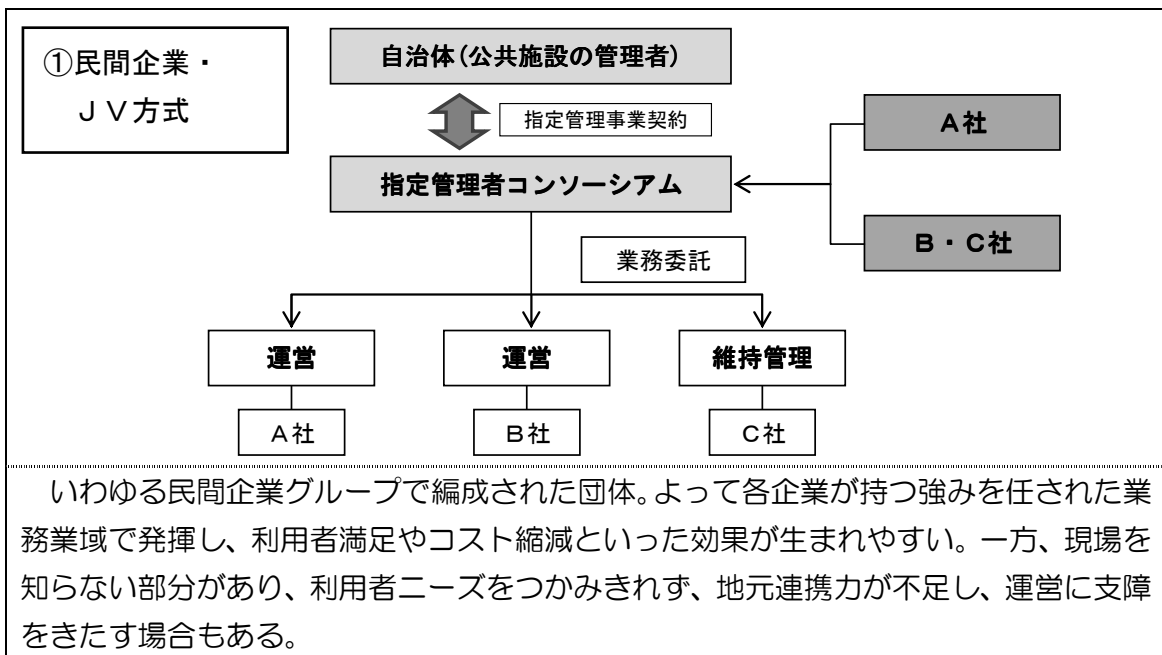 ①民間企業・
ＪＶ方式
自治体（公共施設の管理者）
指定管理事業契約
Ａ社
指定管理者コンソーシアム
Ｂ・Ｃ社
業務委託
運営
運営
維持管理
Ａ社
Ｂ社
Ｃ社
いわゆる民間企業グループで編成された団体。よって各企業が持つ強みを任された業
務業域で発揮し、利用者満足やコスト縮減といった効果が生まれやすい。一方、現場を
知らない部分があり、利用者ニーズをつかみきれず、地元連携力が不足し、運営に支障
をきたす場合もある。